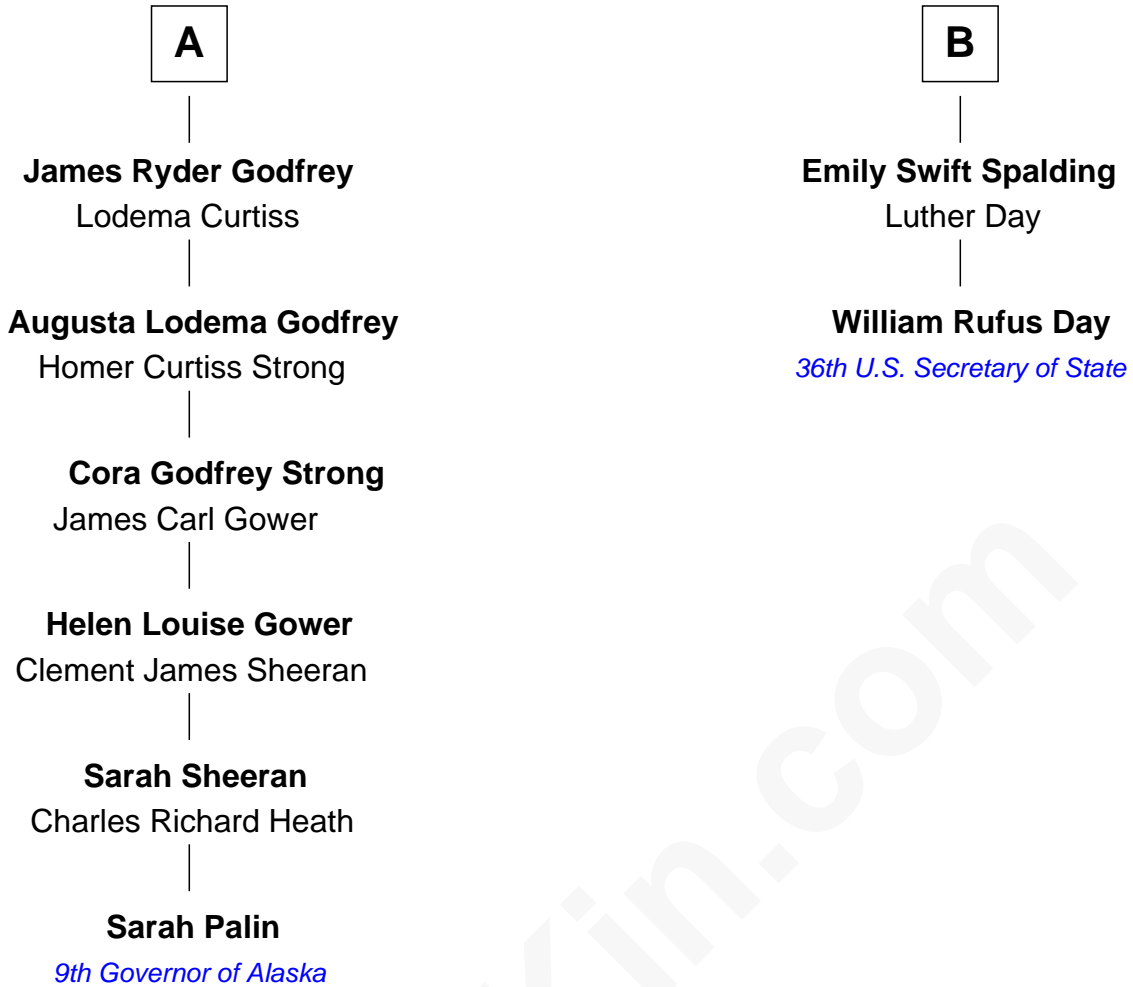 A
James Ryder Godfrey
Lodema Curtiss
Augusta Lodema Godfrey
Homer Curtiss Strong
Cora Godfrey Strong
James Carl Gower
Helen Louise Gower
Clement James Sheeran
Sarah Sheeran
Charles Richard Heath
Sarah Palin
9th Governor of Alaska
B
Emily Swift Spalding
Luther Day
William Rufus Day
36th U.S. Secretary of State
Kin.com